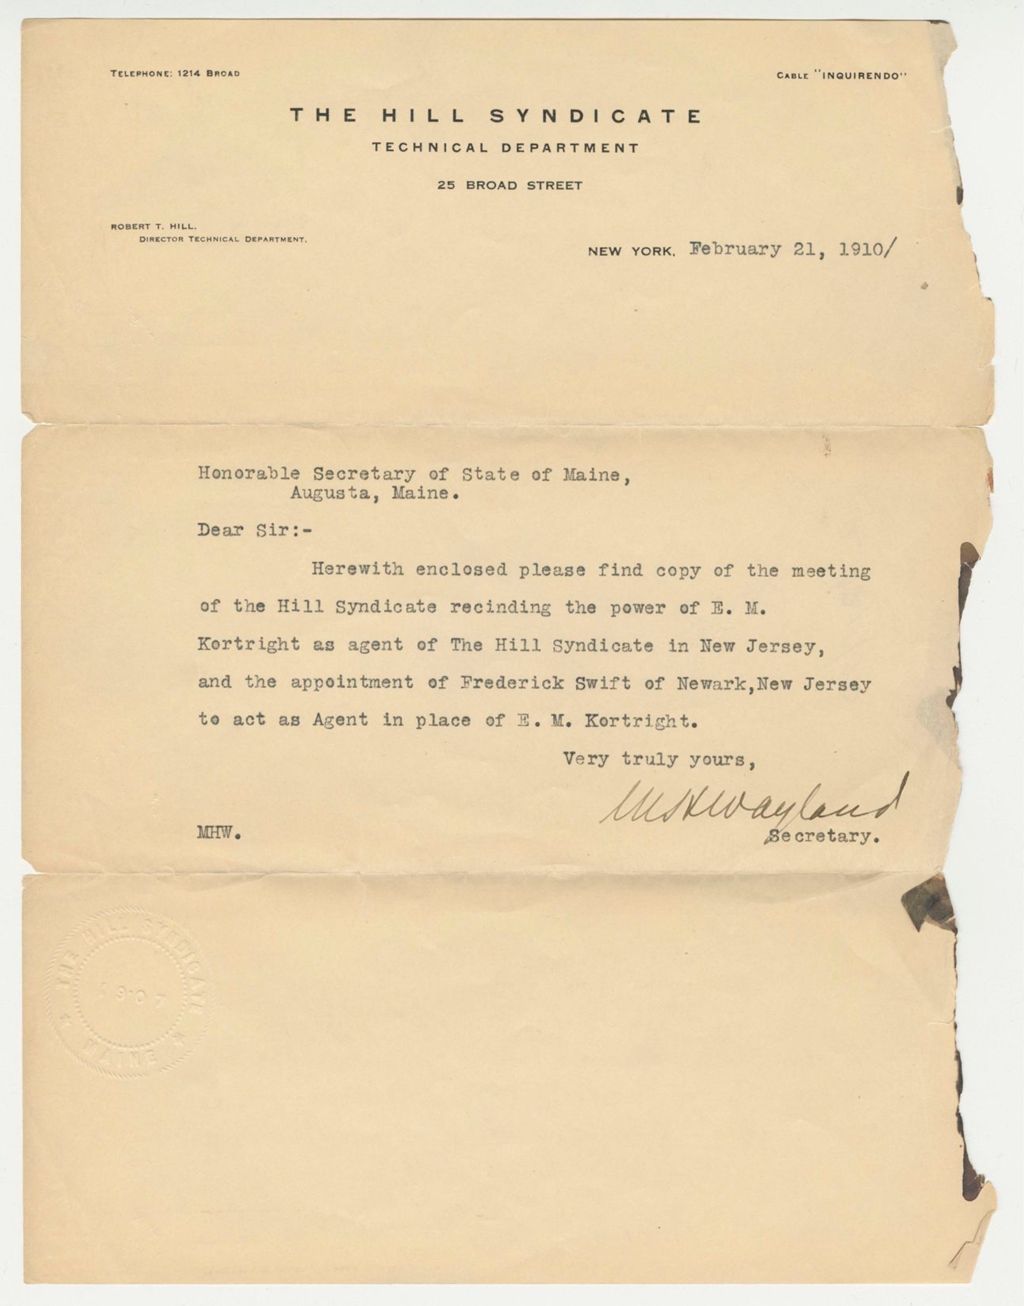 TELEPHONE: 1214 BROAD
CABLE "INQUIRENDO"
THE HILL SYNDICATE
TECHNICAL DEPARTMENT
25 BROAD STREET
ROBERT T. HILL.
DIRECTOR TECHNICAL DEPARTMENT.
NEW YORK, February 21, 1910/
Honorable Secretary of State of Maine,
Augusta, Maine.
Dear Sir:-
Herewith enclosed please find copy of the meeting
of the Hill Syndicate recinding the power of E. M.
Kortright as agent of The Hill Syndicate in New Jersey,
and the appointment of Frederick Swift of Newark,New Jersey
to act as Agent in place of E. M. Kortright.
Very truly yours,
M H Wayland
MHW.
Secretary.
THE HILL SYNDICATE
1907
MAINE